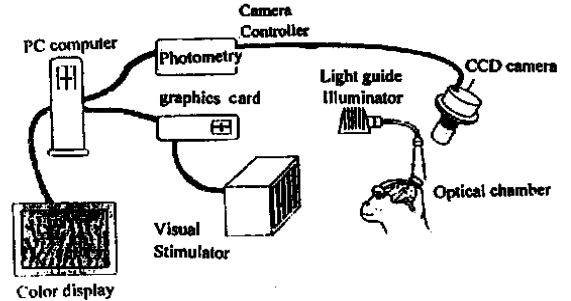 Camera
Controller
PC computer
Photometry
CCD camera
Light guide
Illuminator
graphics card
Optical chamber
Visual
Stimulator
Color display